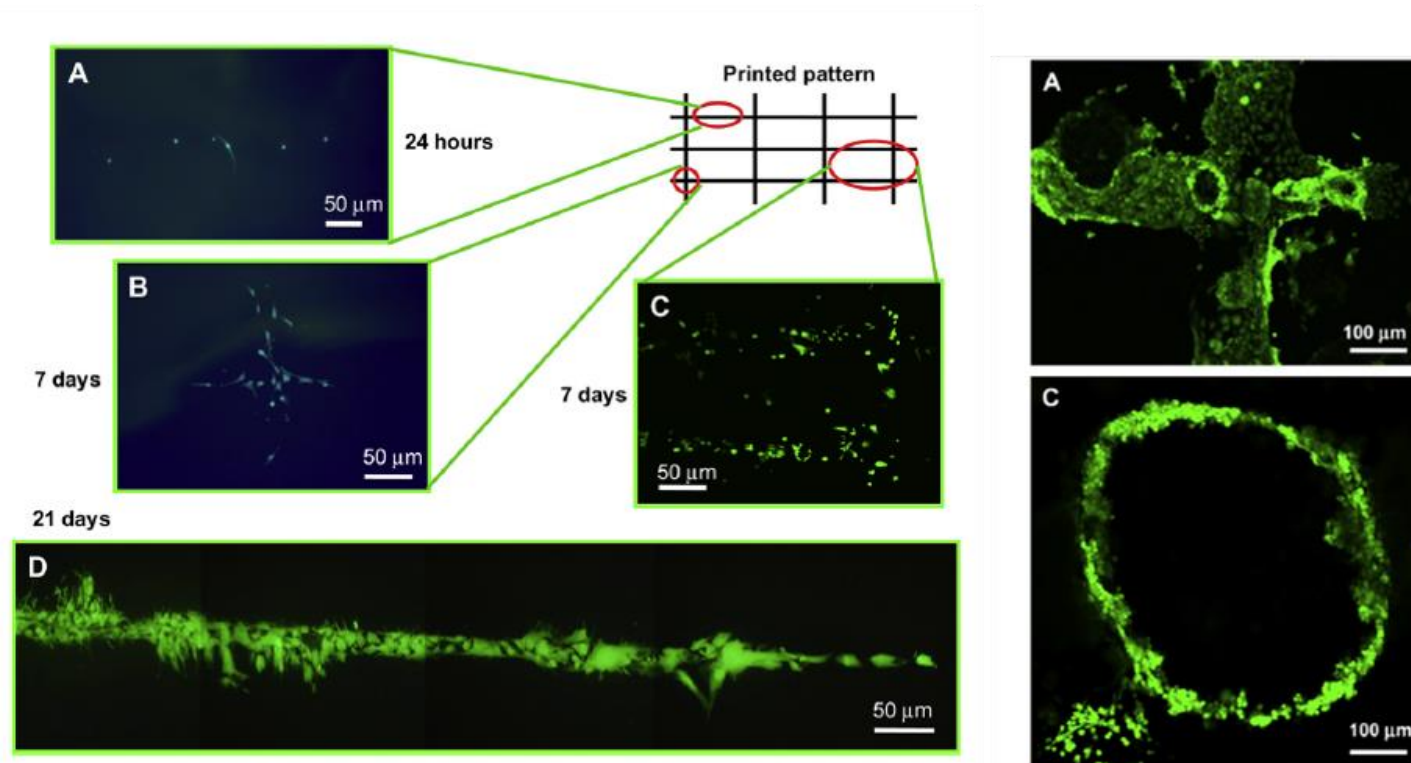 A
24 hours
50 μm
Printed pattern
B
7 days
50 μm
C
7 days
50 μm
21 days
D
50 μm
A
100 μm
C
100 μm